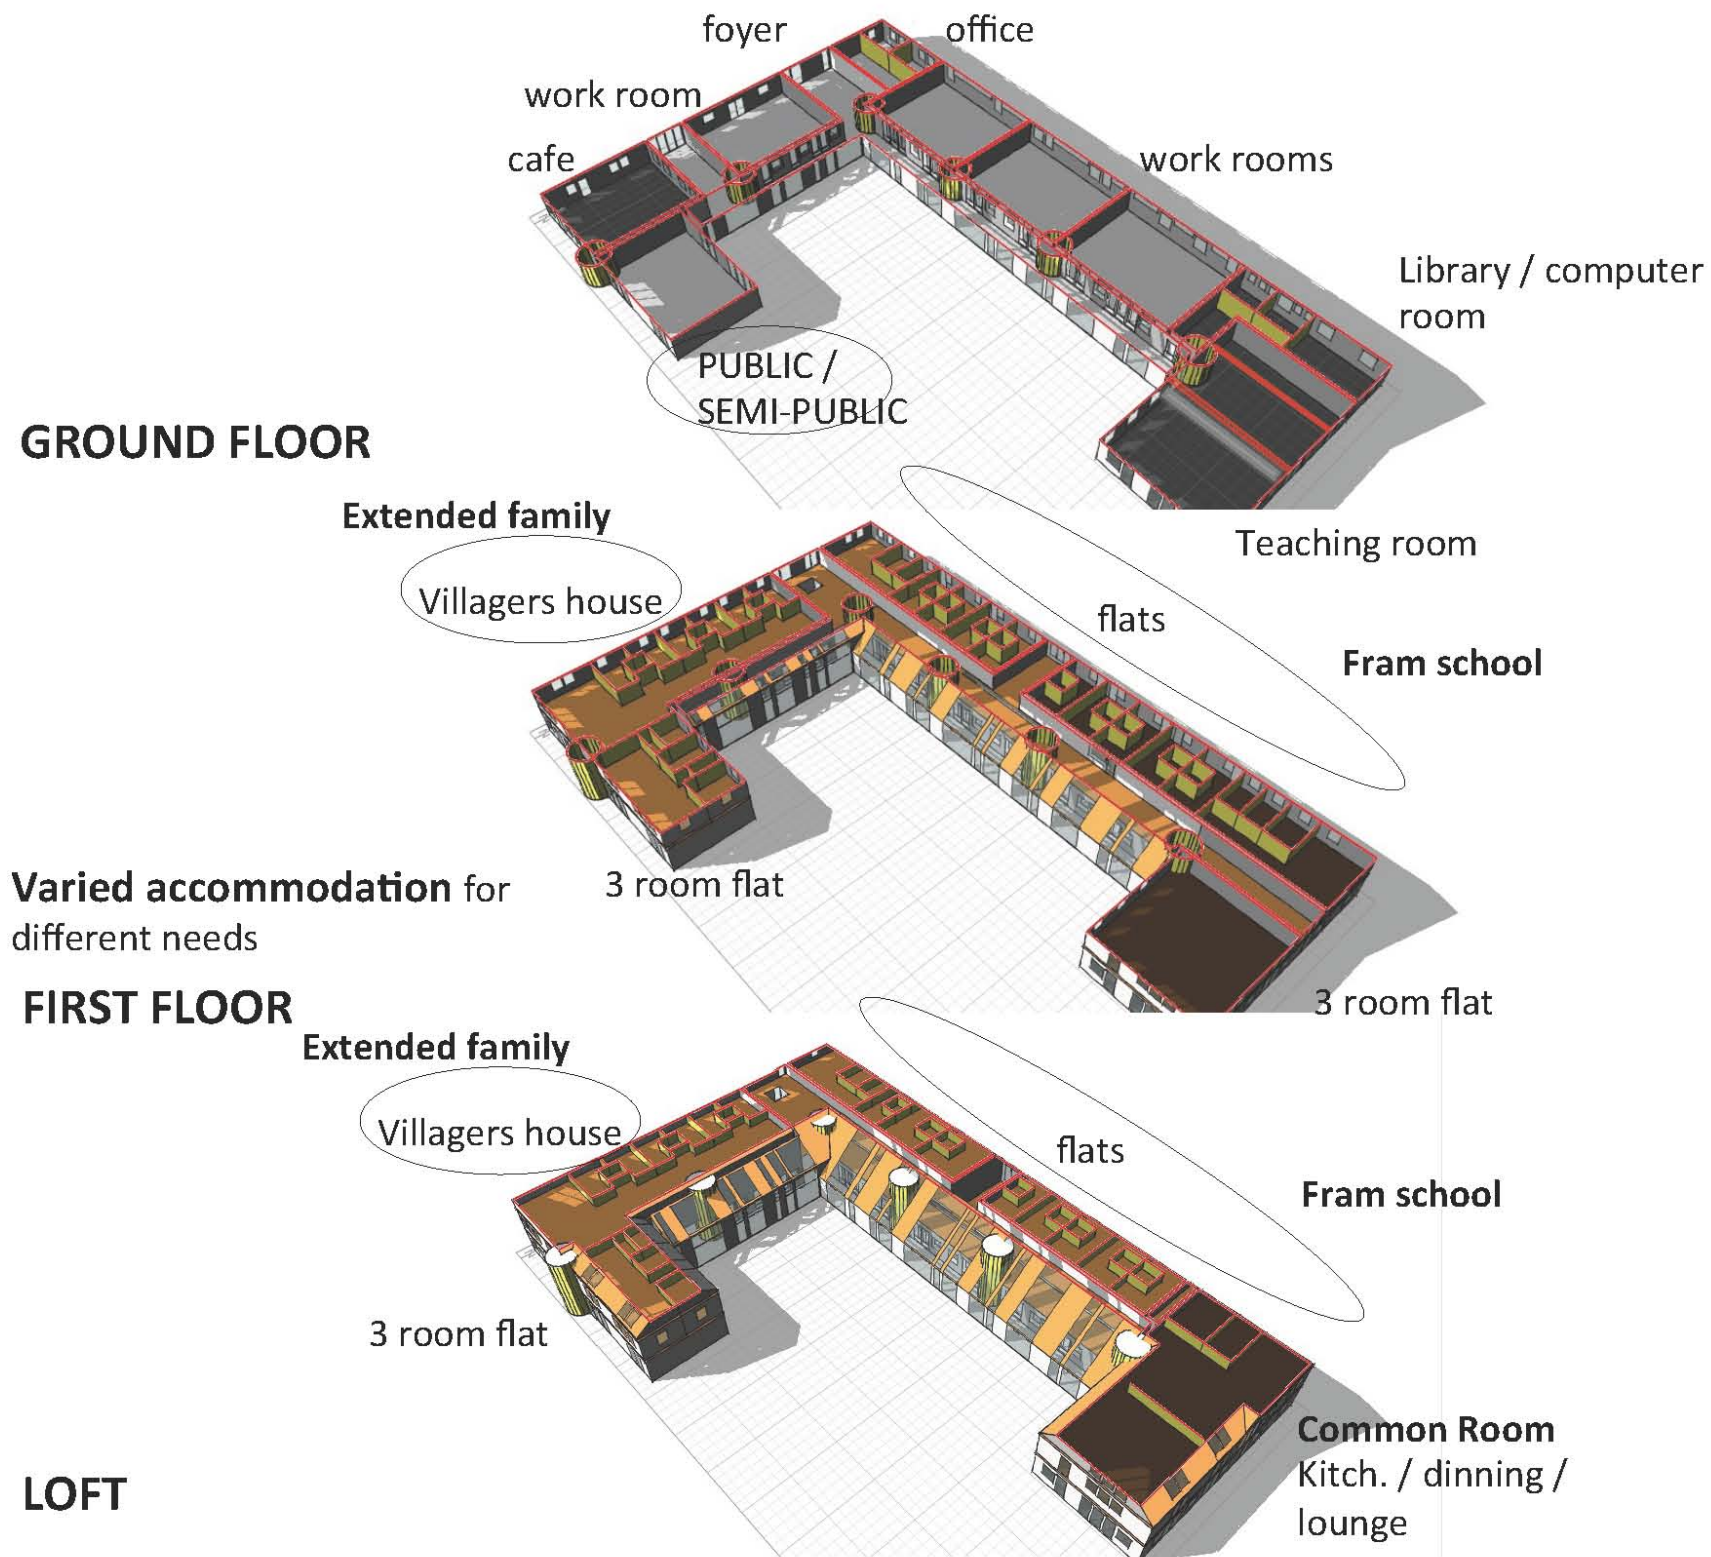 foyer
office
work room
cafe
work rooms
Library / computer
room
PUBLIC /
SEMI-PUBLIC
GROUND FLOOR
Extended family
Villagers house
Teaching room
flats
Fram school
Varied accommodation for
different needs
3 room flat
FIRST FLOOR
3 room flat
Extended family
Villagers house
flats
Fram school
3 room flat
Common Room
Kitch. / dinning /
lounge
LOFT